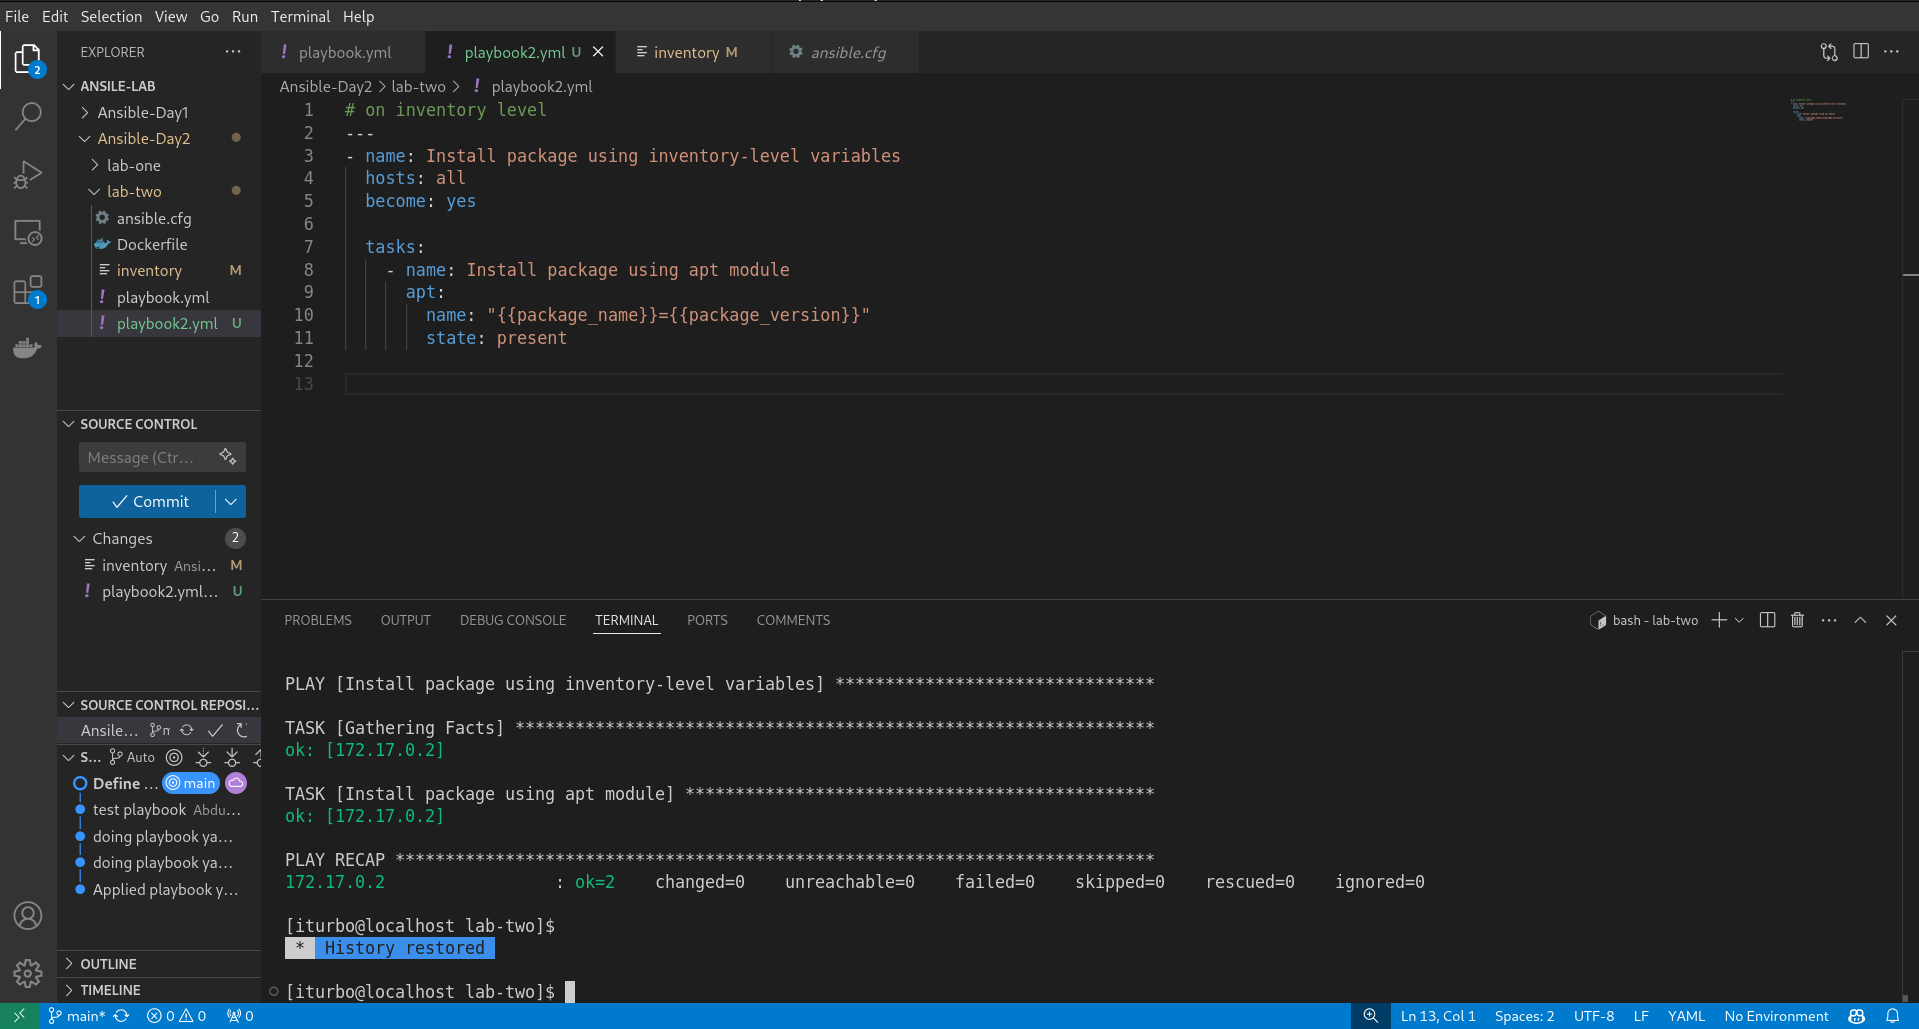 File Edit Selection View Go Run Terminal Help
EXPLORER ···
playbook.yml
playbook2.yml U
inventory M
ansible.cfg
2
ANSILE-LAB
Ansible-Day1
Ansible-Day2
lab-one
lab-two
ansible.cfg
Dockerfile
inventory M
playbook.yml
playbook2.yml U
1
Ansible-Day2 > lab-two > playbook2.yml
1 # on inventory level
2 ---
3 - name: Install package using inventory-level variables
4 hosts: all
5 become: yes
6
7 tasks:
8 - name: Install package using apt module
9 apt:
10 name: "{{package_name}}={{package_version}}"
11 state: present
12
13
SOURCE CONTROL
Message (Ctr...
Commit
Changes 2
inventory Ansi... M
playbook2.yml... U
SOURCE CONTROL REPOSI...
Ansile...
S... Auto
Define ... main
test playbook Abdu...
doing playbook ya...
doing playbook ya...
Applied playbook y...
OUTLINE
TIMELINE
PROBLEMS OUTPUT DEBUG CONSOLE TERMINAL PORTS COMMENTS
bash - lab-two
PLAY [Install package using inventory-level variables] ********************************
TASK [Gathering Facts] ****************************************************************
ok: [172.17.0.2]
TASK [Install package using apt module] ***********************************************
ok: [172.17.0.2]
PLAY RECAP ****************************************************************************
172.17.0.2 : ok=2 changed=0 unreachable=0 failed=0 skipped=0 rescued=0 ignored=0
[iturbo@localhost lab-two]$
* History restored
[iturbo@localhost lab-two]$
main* 0 0 0
Ln 13, Col 1 Spaces: 2 UTF-8 LF YAML No Environment